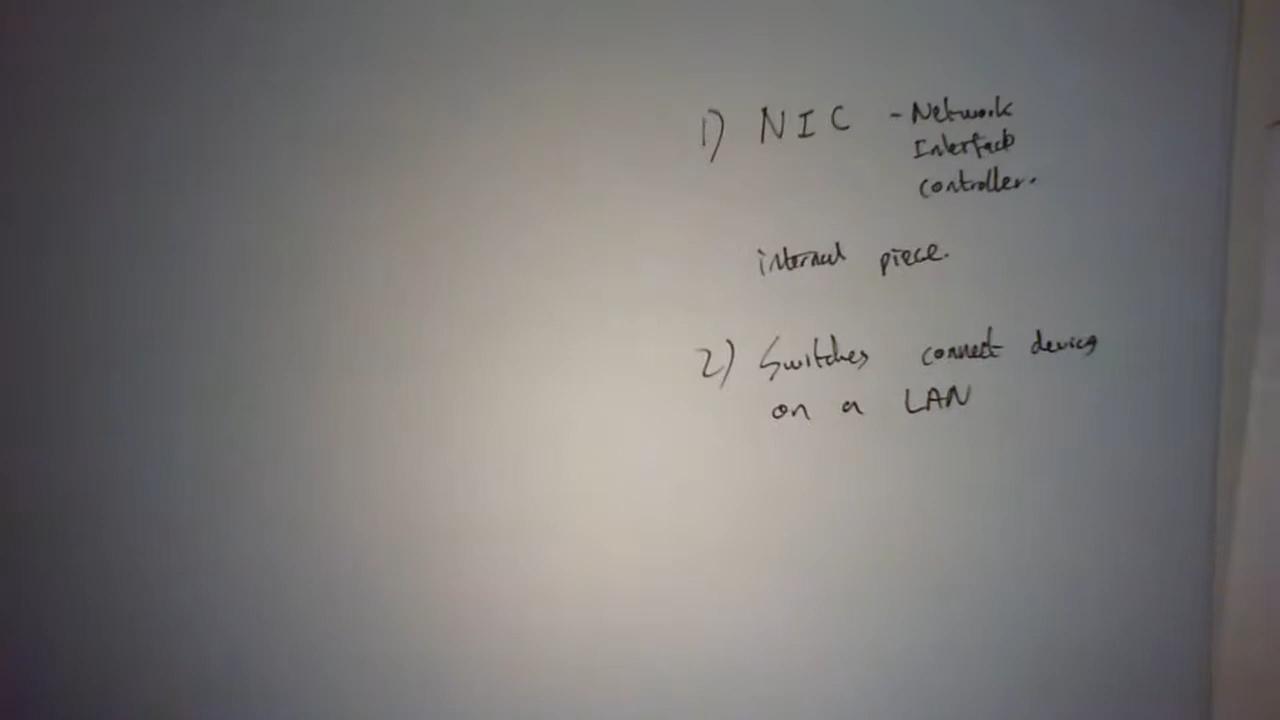 1) NIC - Network
Interface
controller.
internal piece.
2) Switches connect devices
on a LAN